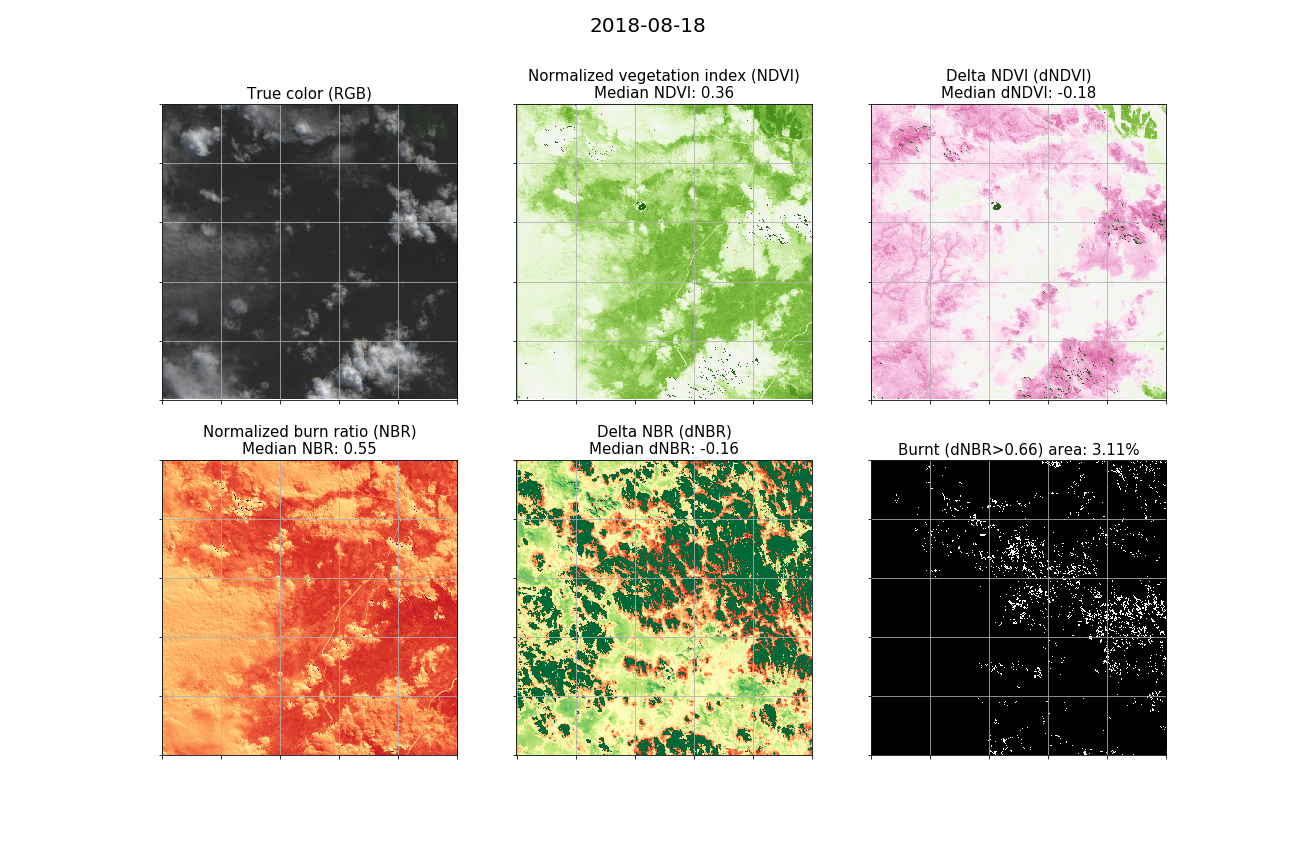 2018-08-18
True color (RGB)
Normalized vegetation index (NDVI)
Median NDVI: 0.36
Delta NDVI (dNDVI)
Median dNDVI: -0.18
Normalized burn ratio (NBR)
Median NBR: 0.55
Delta NBR (dNBR)
Median dNBR: -0.16
Burnt (dNBR>0.66) area: 3.11%